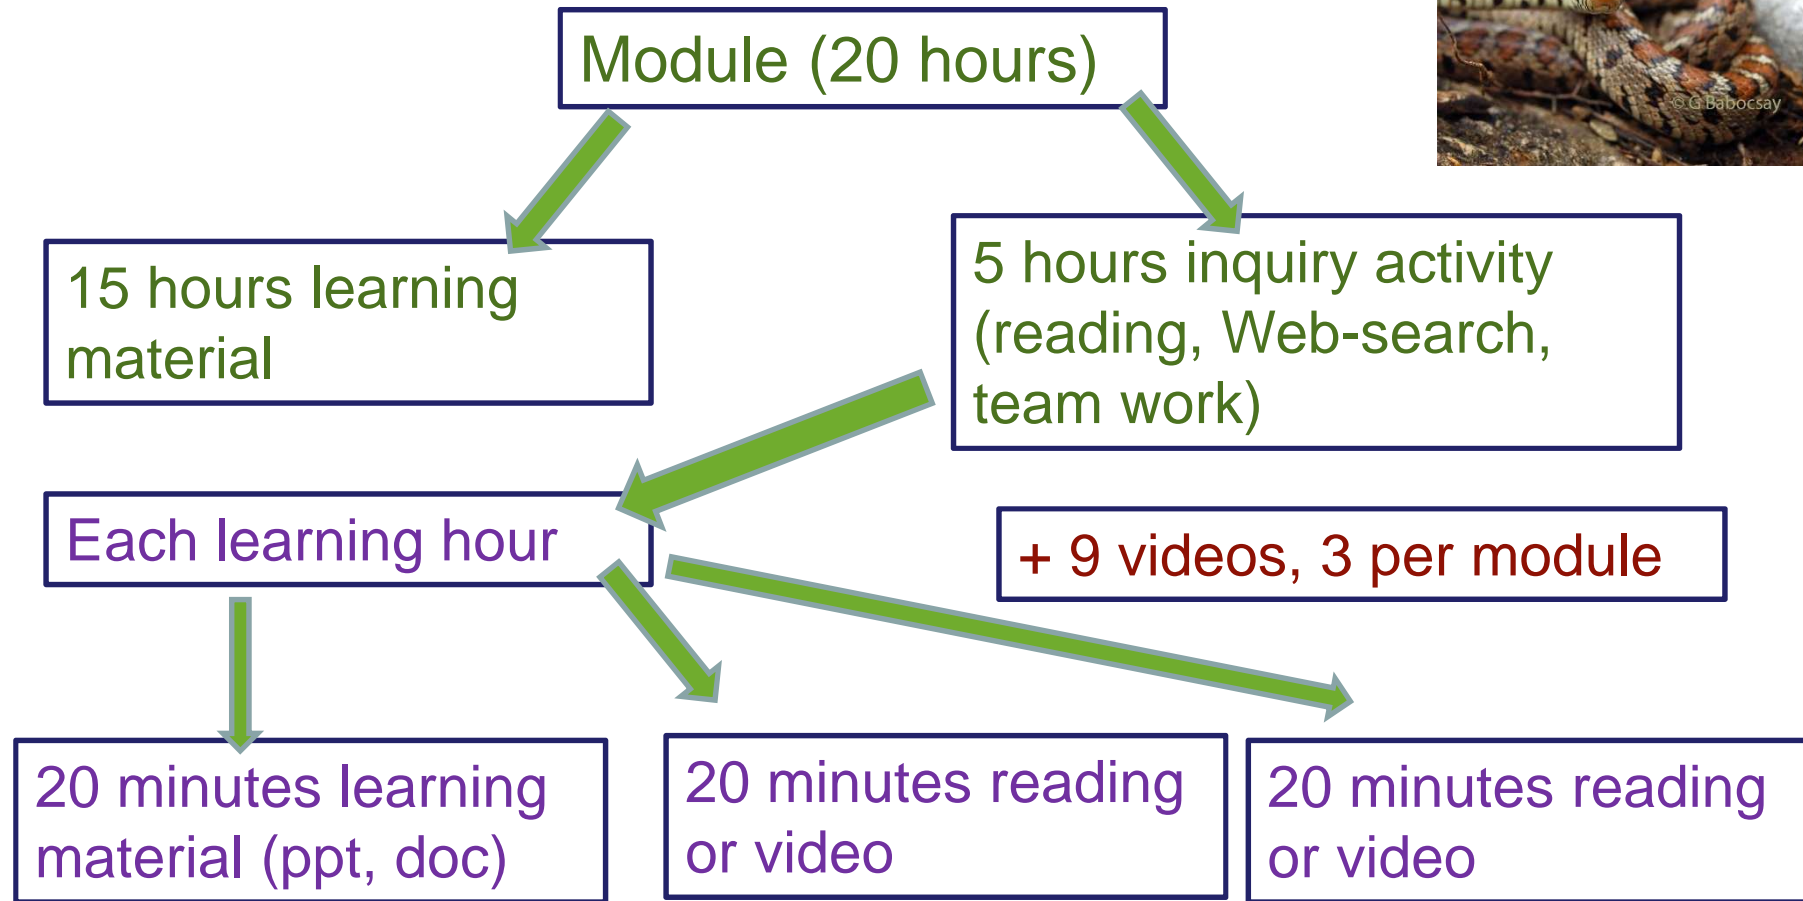 Module (20 hours)
© G Babocsay
15 hours learning
material
5 hours inquiry activity
(reading, Web-search,
team work)
Each learning hour
+ 9 videos, 3 per module
20 minutes learning
material (ppt, doc)
20 minutes reading
or video
20 minutes reading
or video